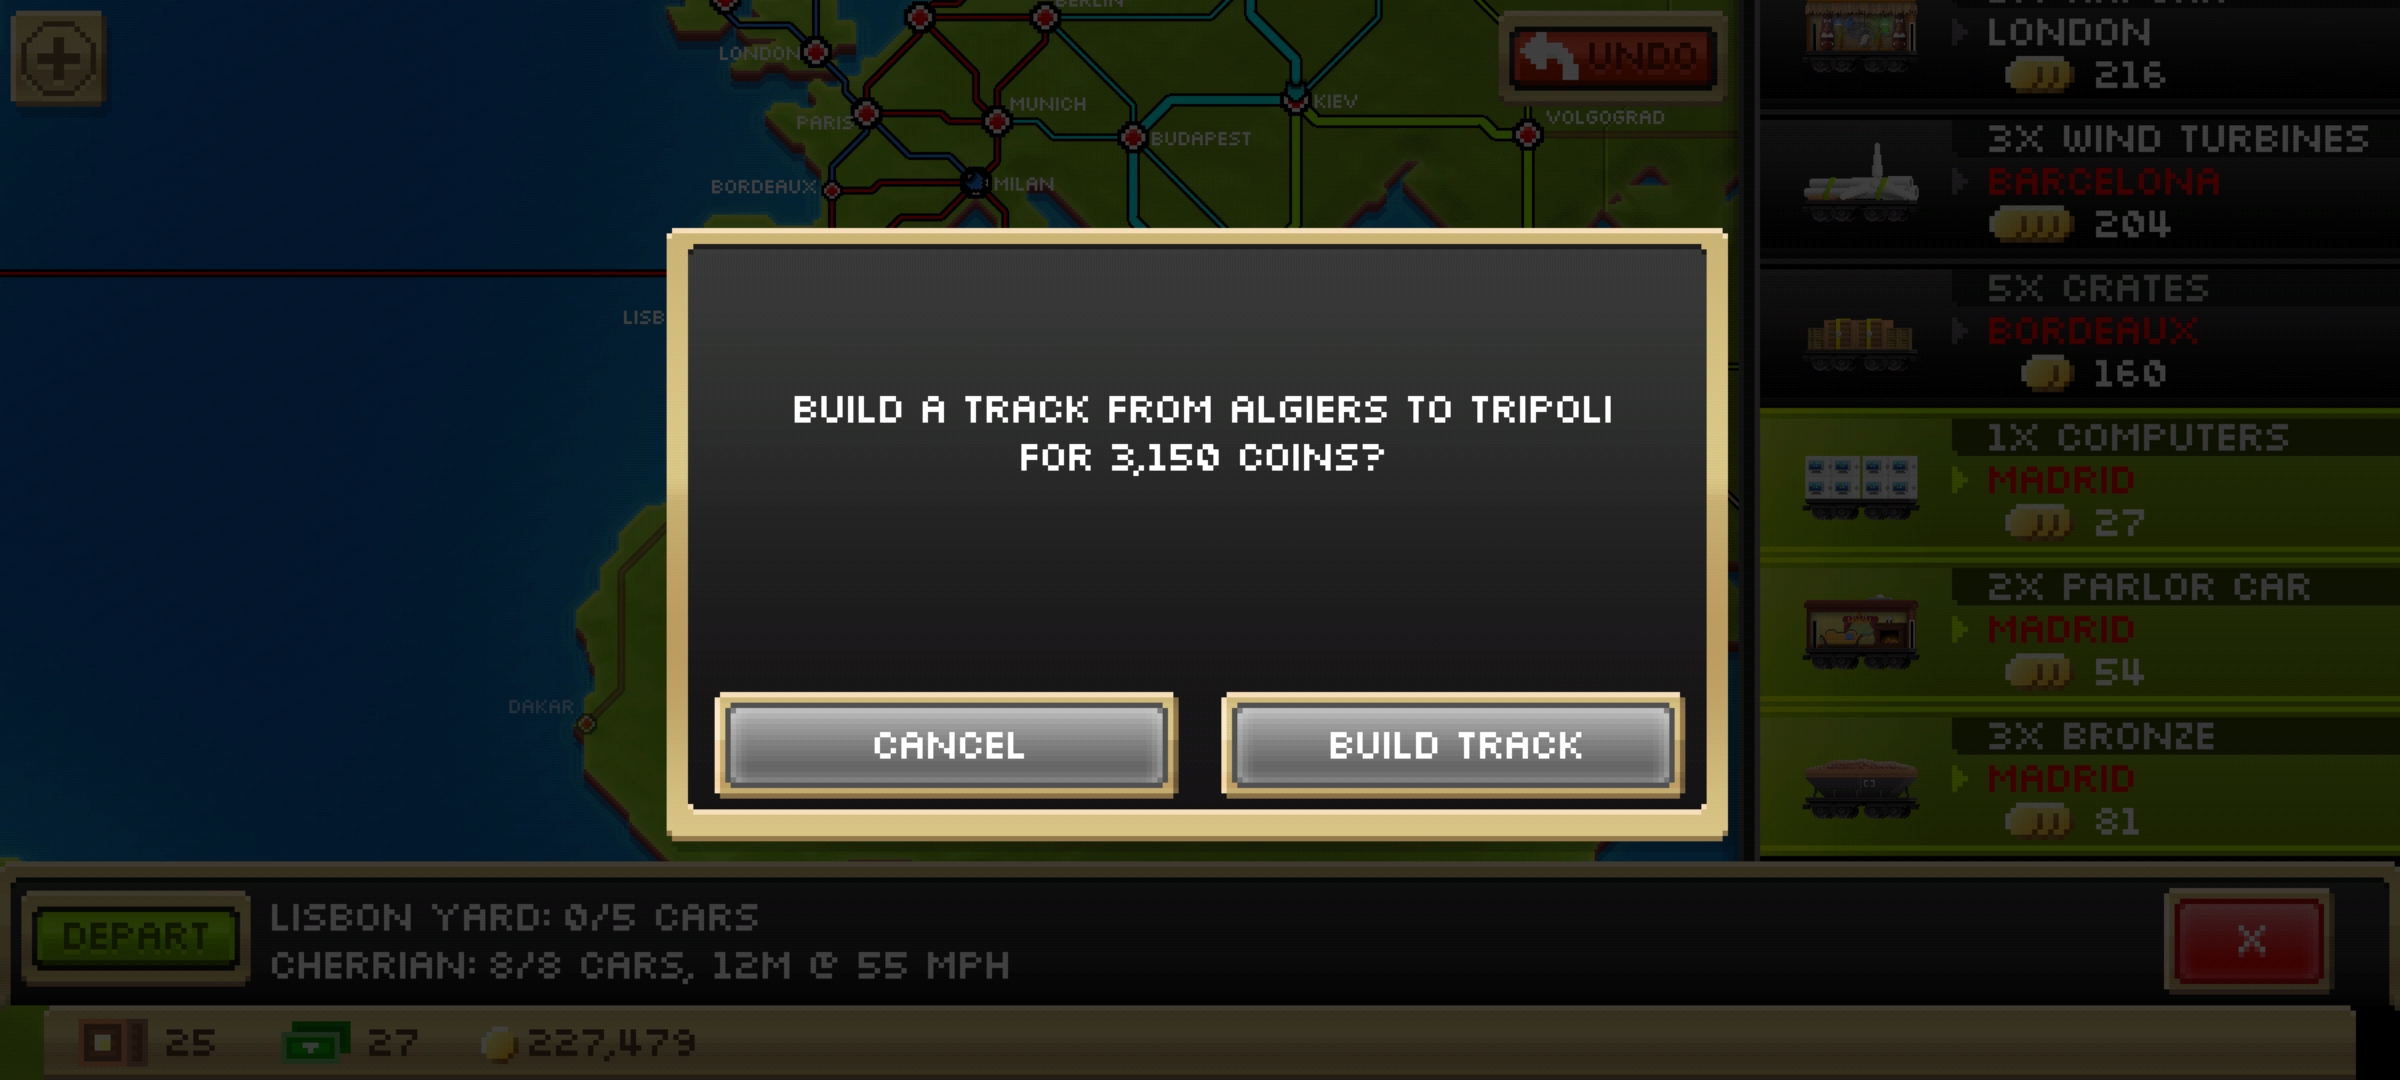 BERLIN
LONDON
UNDO
MUNICH
KIEV
PARIS
VOLGOGRAD
BUDAPEST
BORDEAUX
MILAN
LISB
DAKAR
BUILD A TRACK FROM ALGIERS TO TRIPOLI
FOR 3,150 COINS?
CANCEL
BUILD TRACK
LONDON
216
3X WIND TURBINES
BARCELONA
204
5X CRATES
BORDEAUX
160
1X COMPUTERS
MADRID
27
2X PARLOR CAR
MADRID
54
3X BRONZE
MADRID
81
DEPART
LISBON YARD: 0/5 CARS
CHERRIAN: 8/8 CARS, 12M @ 55 MPH
X
25
27
227,479